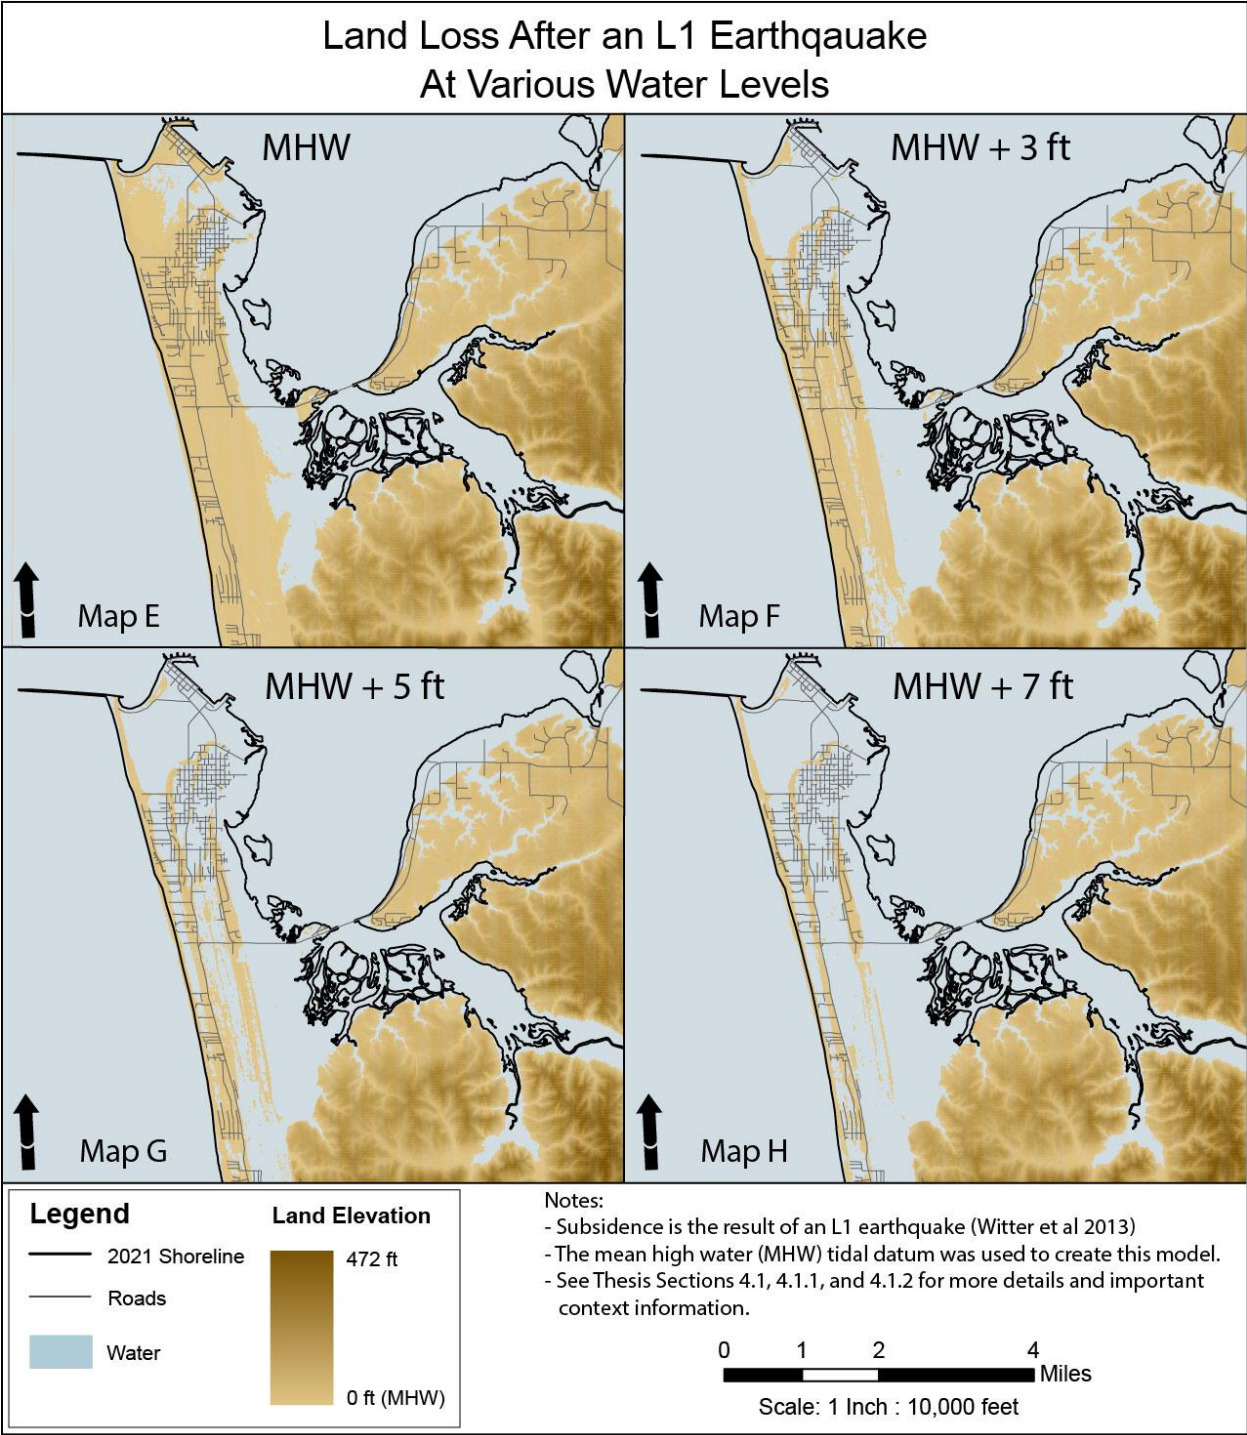 Land Loss After an L1 Earthqauake
At Various Water Levels
MHW
MHW + 3 ft
Map E
Map F
MHW + 5 ft
MHW + 7 ft
Map G
Map H
Legend
2021 Shoreline
Roads
Water
Land Elevation
472 ft
0 ft (MHW)
Notes:
- Subsidence is the result of an L1 earthquake (Witter et al 2013)
- The mean high water (MHW) tidal datum was used to create this model.
- See Thesis Sections 4.1, 4.1.1, and 4.1.2 for more details and important
context information.
0 1 2 4
Miles
Scale: 1 Inch : 10,000 feet